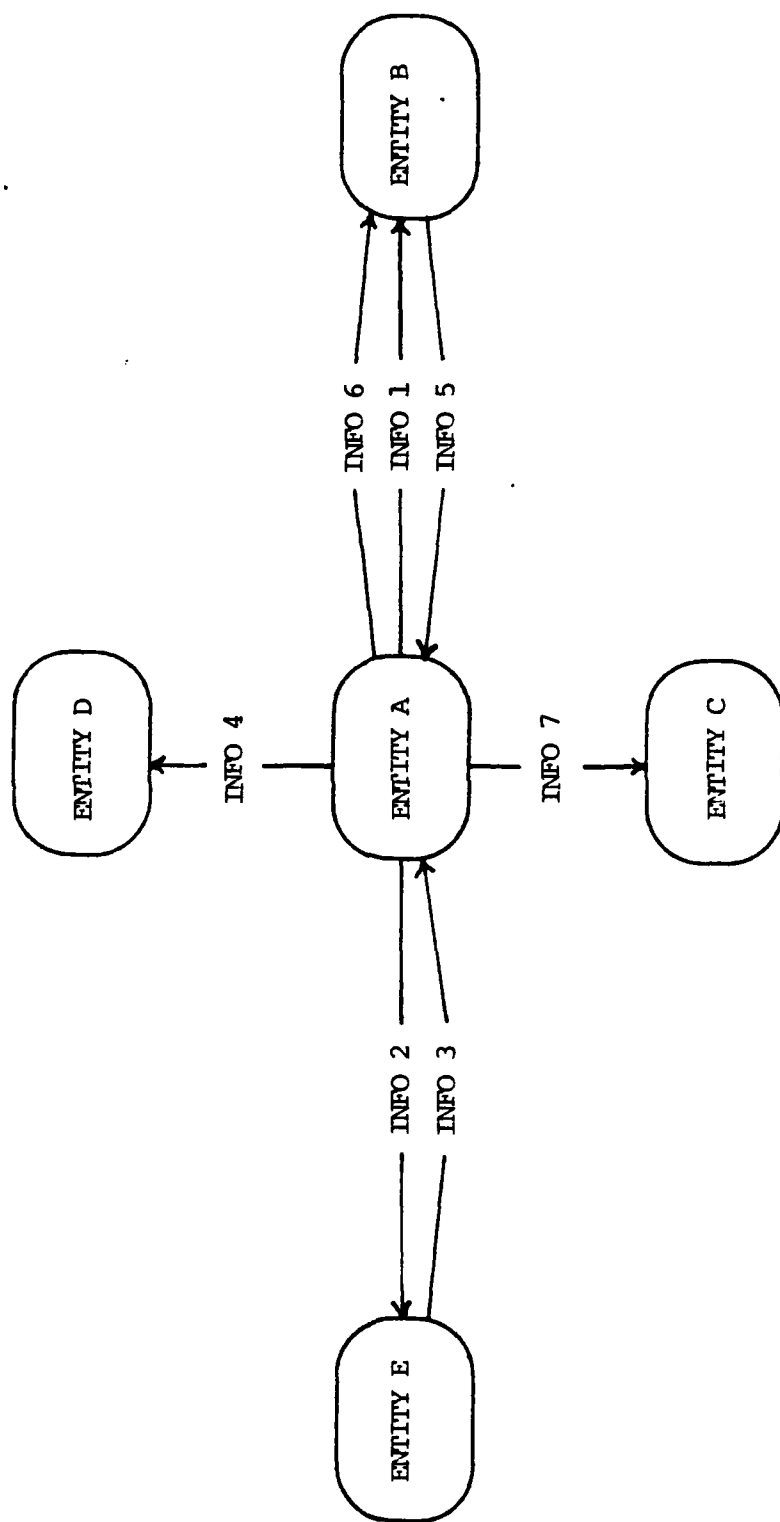 ENTITY D
INFO 4
ENTITY E
INFO 2
INFO 3
ENTITY A
INFO 6
INFO 1
INFO 5
ENTITY B
INFO 7
ENTITY C